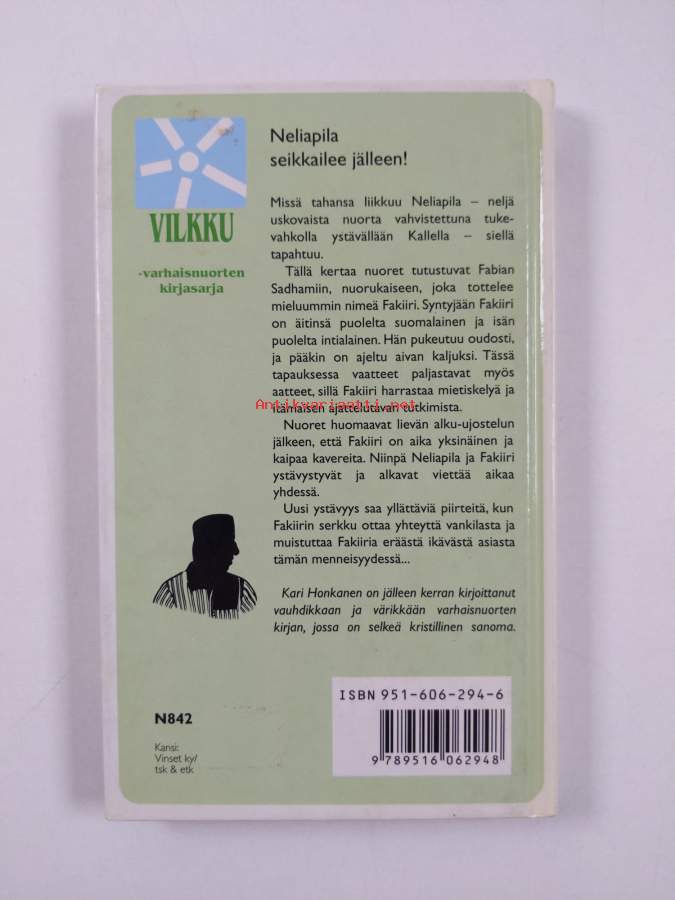 VILKKU
-varhaisnuorten
kirjasarja
Neliapila
seikkailee jälleen!
Missä tahansa liikkuu Neliapila – neljä
uskovaista nuorta vahvistettuna tuke-
vahkolla ystävällään Kallella – siellä
tapahtuu.
Tällä kertaa nuoret tutustuvat Fabian
Sadhamiin, nuorukaiseen, joka tottelee
mieluummin nimeä Fakiiri. Syntyjään Fakiiri
on äitinsä puolelta suomalainen ja isän
puolelta intialainen. Hän pukeutuu oudosti,
ja pääkin on ajeltu aivan kaljuksi. Tässä
tapauksessa vaatteet paljastavat myös
aatteet, sillä Fakiiri harrastaa mietiskelyä ja
itämaisen ajattelutavan tutkimista.
Antikvariaatti.net
Nuoret huomaavat lievän alku-ujostelun
jälkeen, että Fakiiri on aika yksinäinen ja
kaipaa kavereita. Niinpä Neliapila ja Fakiiri
ystävystyvät ja alkavat viettää aikaa
yhdessä.
Uusi ystävyys saa yllättäviä piirteitä, kun
Fakiirin serkku ottaa yhteyttä vankilasta ja
muistuttaa Fakiiria eräästä ikävästä asiasta
tämän menneisyydessä...
Kari Honkanen on jälleen kerran kirjoittanut
vauhdikkaan ja värikkään varhaisnuorten
kirjan, jossa on selkeä kristillinen sanoma.
N842
Kansi:
Vinset ky/
tsk & etk
ISBN 951-606-294-6
9 789516 062948